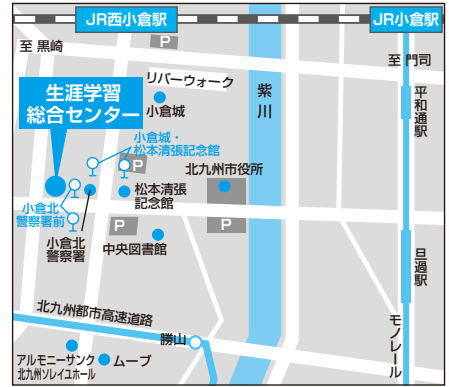 JR西小倉駅
JR小倉駅
至 黒崎
P
至 門司
リバーウォーク
小倉城
紫川
平和通駅
生涯学習
総合センター
小倉城・
松本清張記念館
P
北九州市役所
松本清張
記念館
小倉北
警察署前
小倉北
警察署
P
P
中央図書館
旦過駅
北九州都市高速道路
勝山
モノレール
アルモニーサンク
北九州ソレイユホール
ムーブ